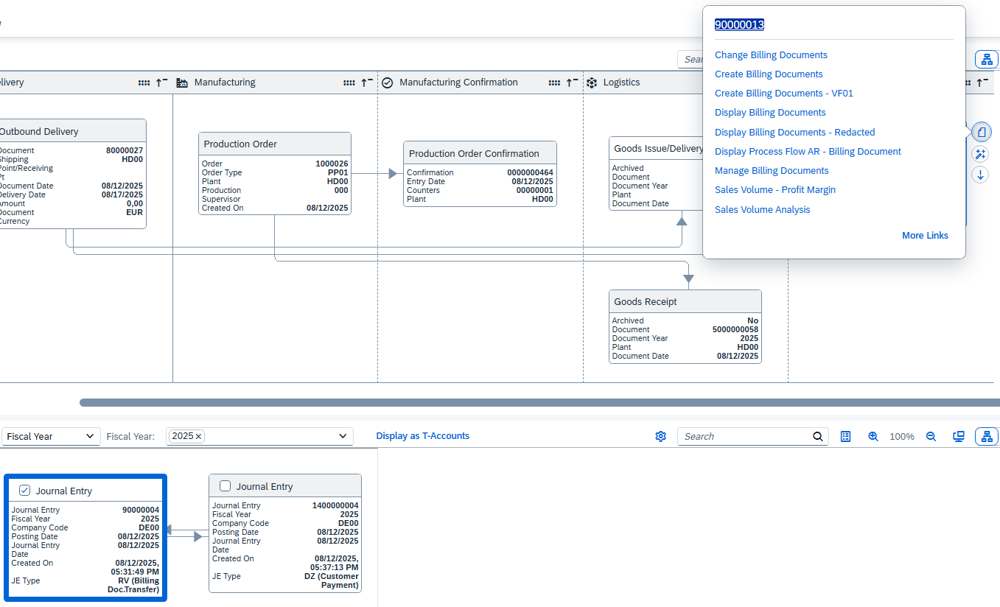 90000013
Change Billing Documents
Create Billing Documents
Create Billing Documents - VF01
Display Billing Documents
Display Billing Documents - Redacted
Display Process Flow AR - Billing Document
Manage Billing Documents
Sales Volume - Profit Margin
Sales Volume Analysis
More Links
elivery
Manufacturing
Manufacturing Confirmation
Logistics
Outbound Delivery
Document 80000027
Shipping HD00
Point/Receiving
Pt
Document Date 08/12/2025
Delivery Date 08/17/2025
Amount 0,00
Document EUR
Currency
Production Order
Order 1000026
Order Type PP01
Plant HD00
Production 000
Supervisor
Created On 08/12/2025
Production Order Confirmation
Confirmation 0000000464
Entry Date 08/12/2025
Counters 00000001
Plant HD00
Goods Issue/Delivery
Archived
Document
Document Year
Plant
Document Date
Goods Receipt
Archived No
Document 5000000058
Document Year 2025
Plant HD00
Document Date 08/12/2025
Fiscal Year
Fiscal Year:
2025
Display as T-Accounts
Search
100%
Journal Entry
Journal Entry 90000004
Fiscal Year 2025
Company Code DE00
Posting Date 08/12/2025
Journal Entry 08/12/2025
Date
Created On 08/12/2025,
05:31:49 PM
JE Type RV (Billing
Doc.Transfer)
Journal Entry
Journal Entry 1400000004
Fiscal Year 2025
Company Code DE00
Posting Date 08/12/2025
Journal Entry 08/12/2025
Date
Created On 08/12/2025,
05:37:13 PM
JE Type DZ (Customer
Payment)